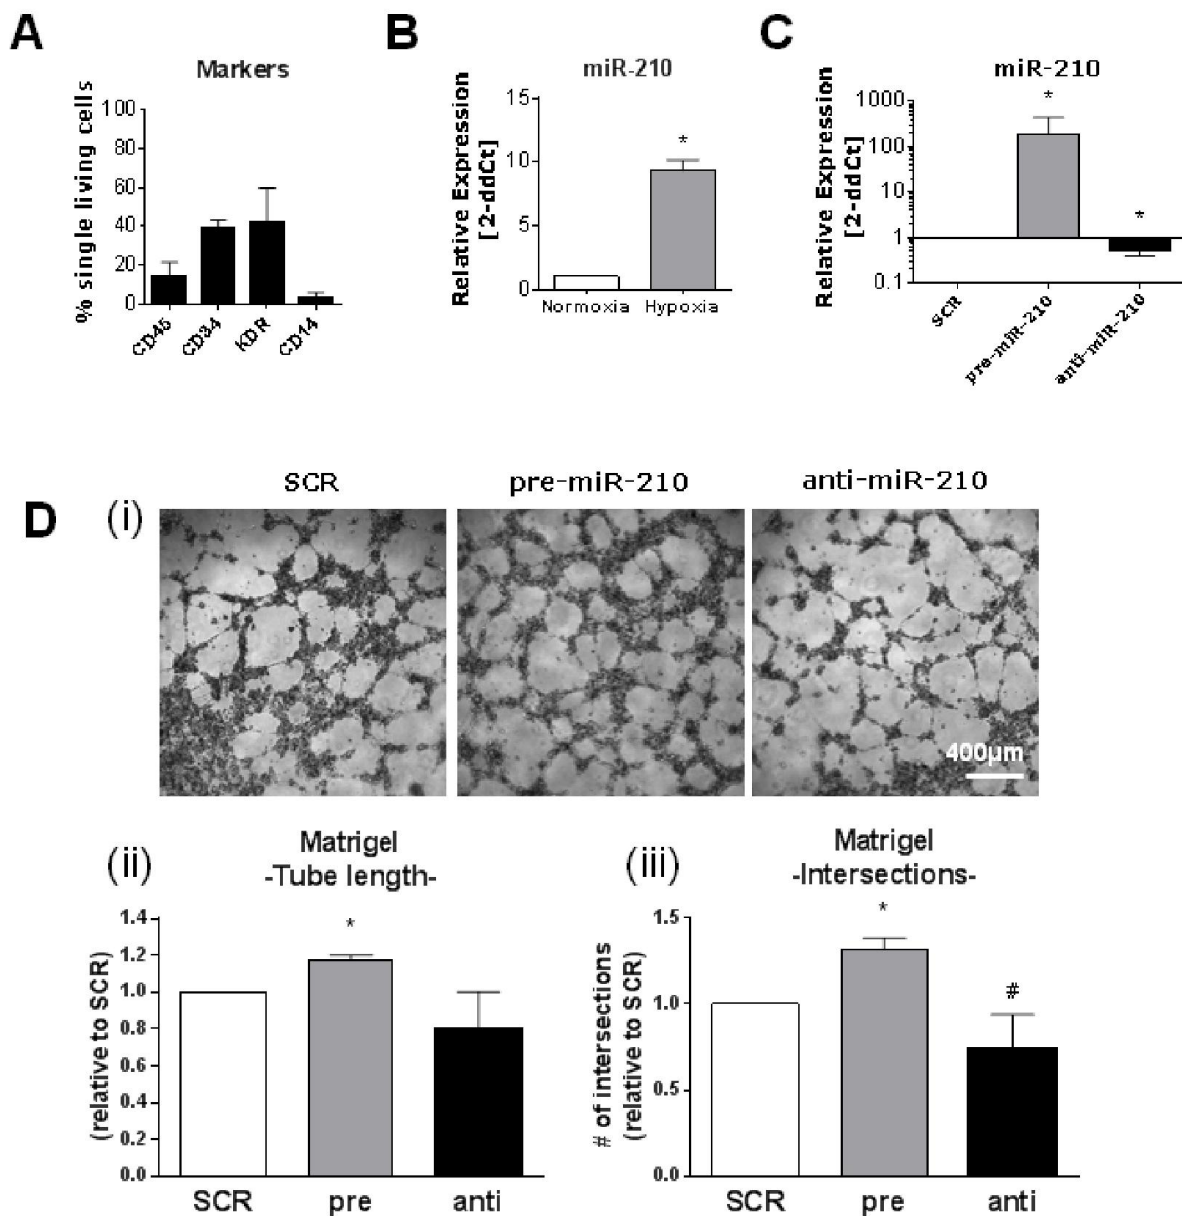 A
Markers
% single living cells
100
80
60
40
20
0
CD45
CD34
KDR
CD14
B
miR-210
Relative Expression
[2-ddCt]
15
10
5
0
Normoxia
Hypoxia
*
C
miR-210
Relative Expression
[2-ddCt]
1000
100
10
1
0.1
*
*
SCR
pre-miR-210
anti-miR-210
D
(i)
SCR
pre-miR-210
anti-miR-210
400μm
(ii)
Matrigel
-Tube length-
(relative to SCR)
1.4
1.2
1.0
0.8
0.6
0.4
0.2
0.0
*
SCR
pre
anti
(iii)
Matrigel
-Intersections-
# of intersections
(relative to SCR)
1.5
1.0
0.5
0.0
*
#
SCR
pre
anti